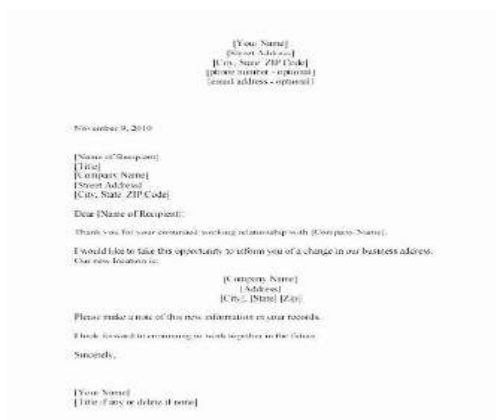 [Your Name]
[Street Address]
[City, State ZIP Code]
[phone number - optional]
[email address - optional]
November 9, 2010
[Name of Recipient]
[Title]
[Company Name]
[Street Address]
[City, State ZIP Code]
Dear [Name of Recipient]:
Thank you for your continued working relationship with [Company Name].
I would like to take this opportunity to inform you of a change in our business address.
Our new location is:
[Company Name]
[Address]
[City], [State] [Zip]
Please make a note of this new information in your records.
I look forward to continuing to work together in the future.
Sincerely,
[Your Name]
[Title if any or delete if none]